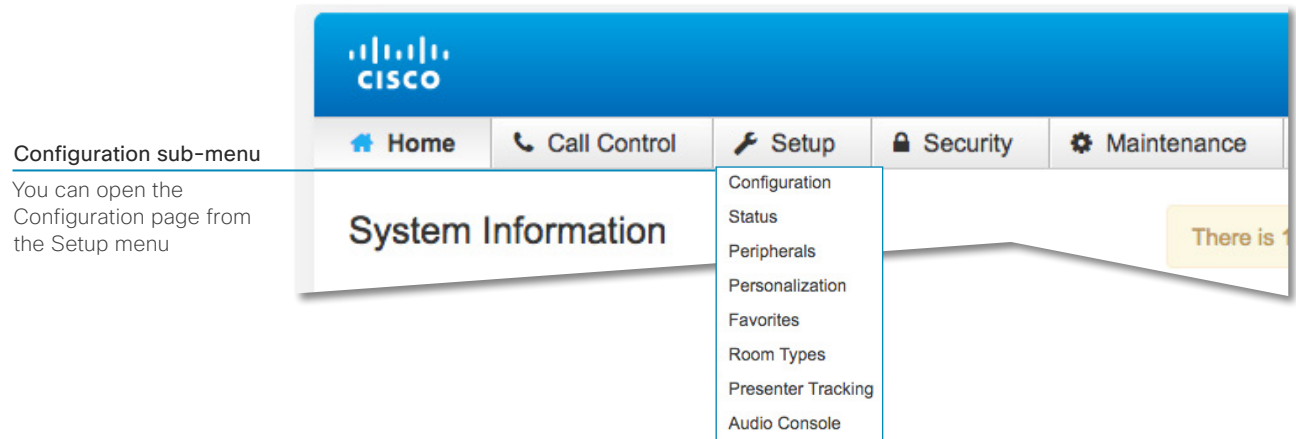 CISCO
Home
Call Control
Setup
Security
Maintenance
Configuration sub-menu
You can open the
Configuration page from
the Setup menu
System Information
There is
Configuration
Status
Peripherals
Personalization
Favorites
Room Types
Presenter Tracking
Audio Console